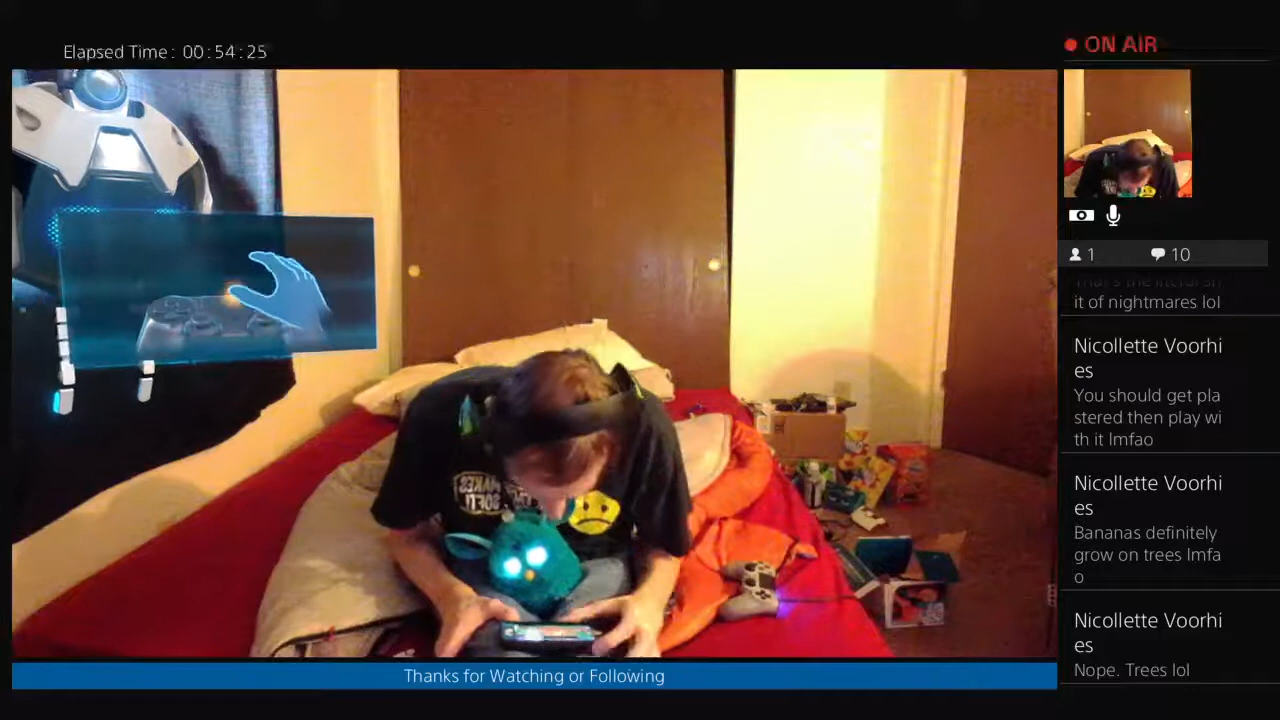 Elapsed Time: 00:54:25
ON AIR
1
10
it of nightmares lol
Nicollette Voorhi
es
You should get pla
stered then play wi
th it lmfao
Nicollette Voorhi
es
Bananas definitely
grow on trees lmfa
o
Nicollette Voorhi
es
Nope. Trees lol
Thanks for Watching or Following